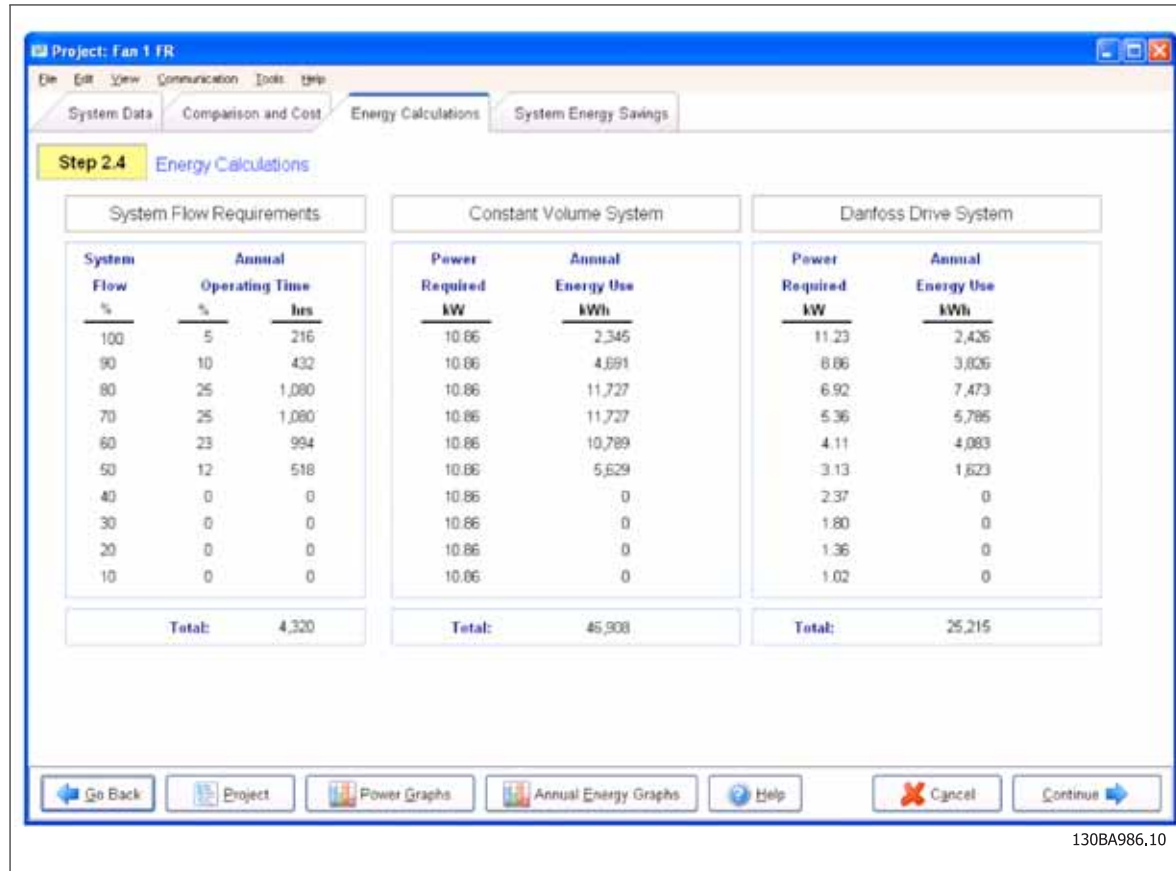 Project: Fan 1 FR
File Edit View Communication Tools Help
System Data Comparison and Cost Energy Calculations System Energy Savings
Step 2.4 Energy Calculations
System Flow Requirements Constant Volume System Danfoss Drive System
System Annual Power Annual Power Annual
Flow Operating Time Required Energy Use Required Energy Use
% % hrs kW kWh kW kWh
100 5 216 10.86 2,345 11.23 2,426
90 10 432 10.86 4,691 8.86 3,826
80 25 1,080 10.86 11,727 6.92 7,473
70 25 1,080 10.86 11,727 5.36 5,785
60 23 994 10.86 10,789 4.11 4,083
50 12 518 10.86 5,629 3.13 1,623
40 0 0 10.86 0 2.37 0
30 0 0 10.86 0 1.80 0
20 0 0 10.86 0 1.36 0
10 0 0 10.86 0 1.02 0
Total: 4,320 Total: 46,908 Total: 25,215
Go Back Project Power Graphs Annual Energy Graphs Help Cancel Continue
130BA986.10